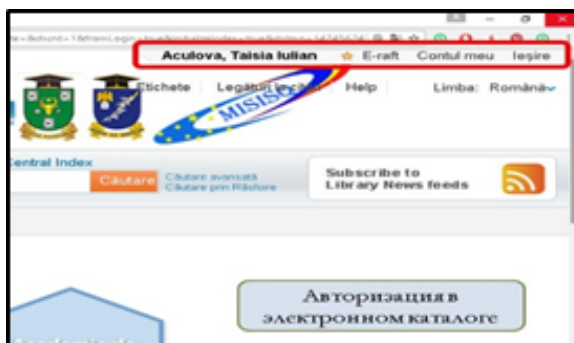 Aculova, Taisia Iulian E-raft Contul meu Ieşire
Etichete Help Limba: Română
MISISQ
Central Index
Căutare Căutare avansată
Căutare prin Răsfoire
Subscribe to
Library News feeds
Авторизация в
электронном каталоге